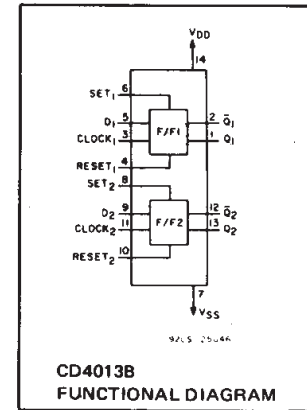 VDD
14
6
SET1
5
D1
F/F1
2
Q̅1
CLOCK1
3
1
Q1
4
RESET1
8
SET2
9
D2
F/F2
12
Q̅2
CLOCK2
11
13
Q2
10
RESET2
7
VSS
CD4013B
FUNCTIONAL DIAGRAM